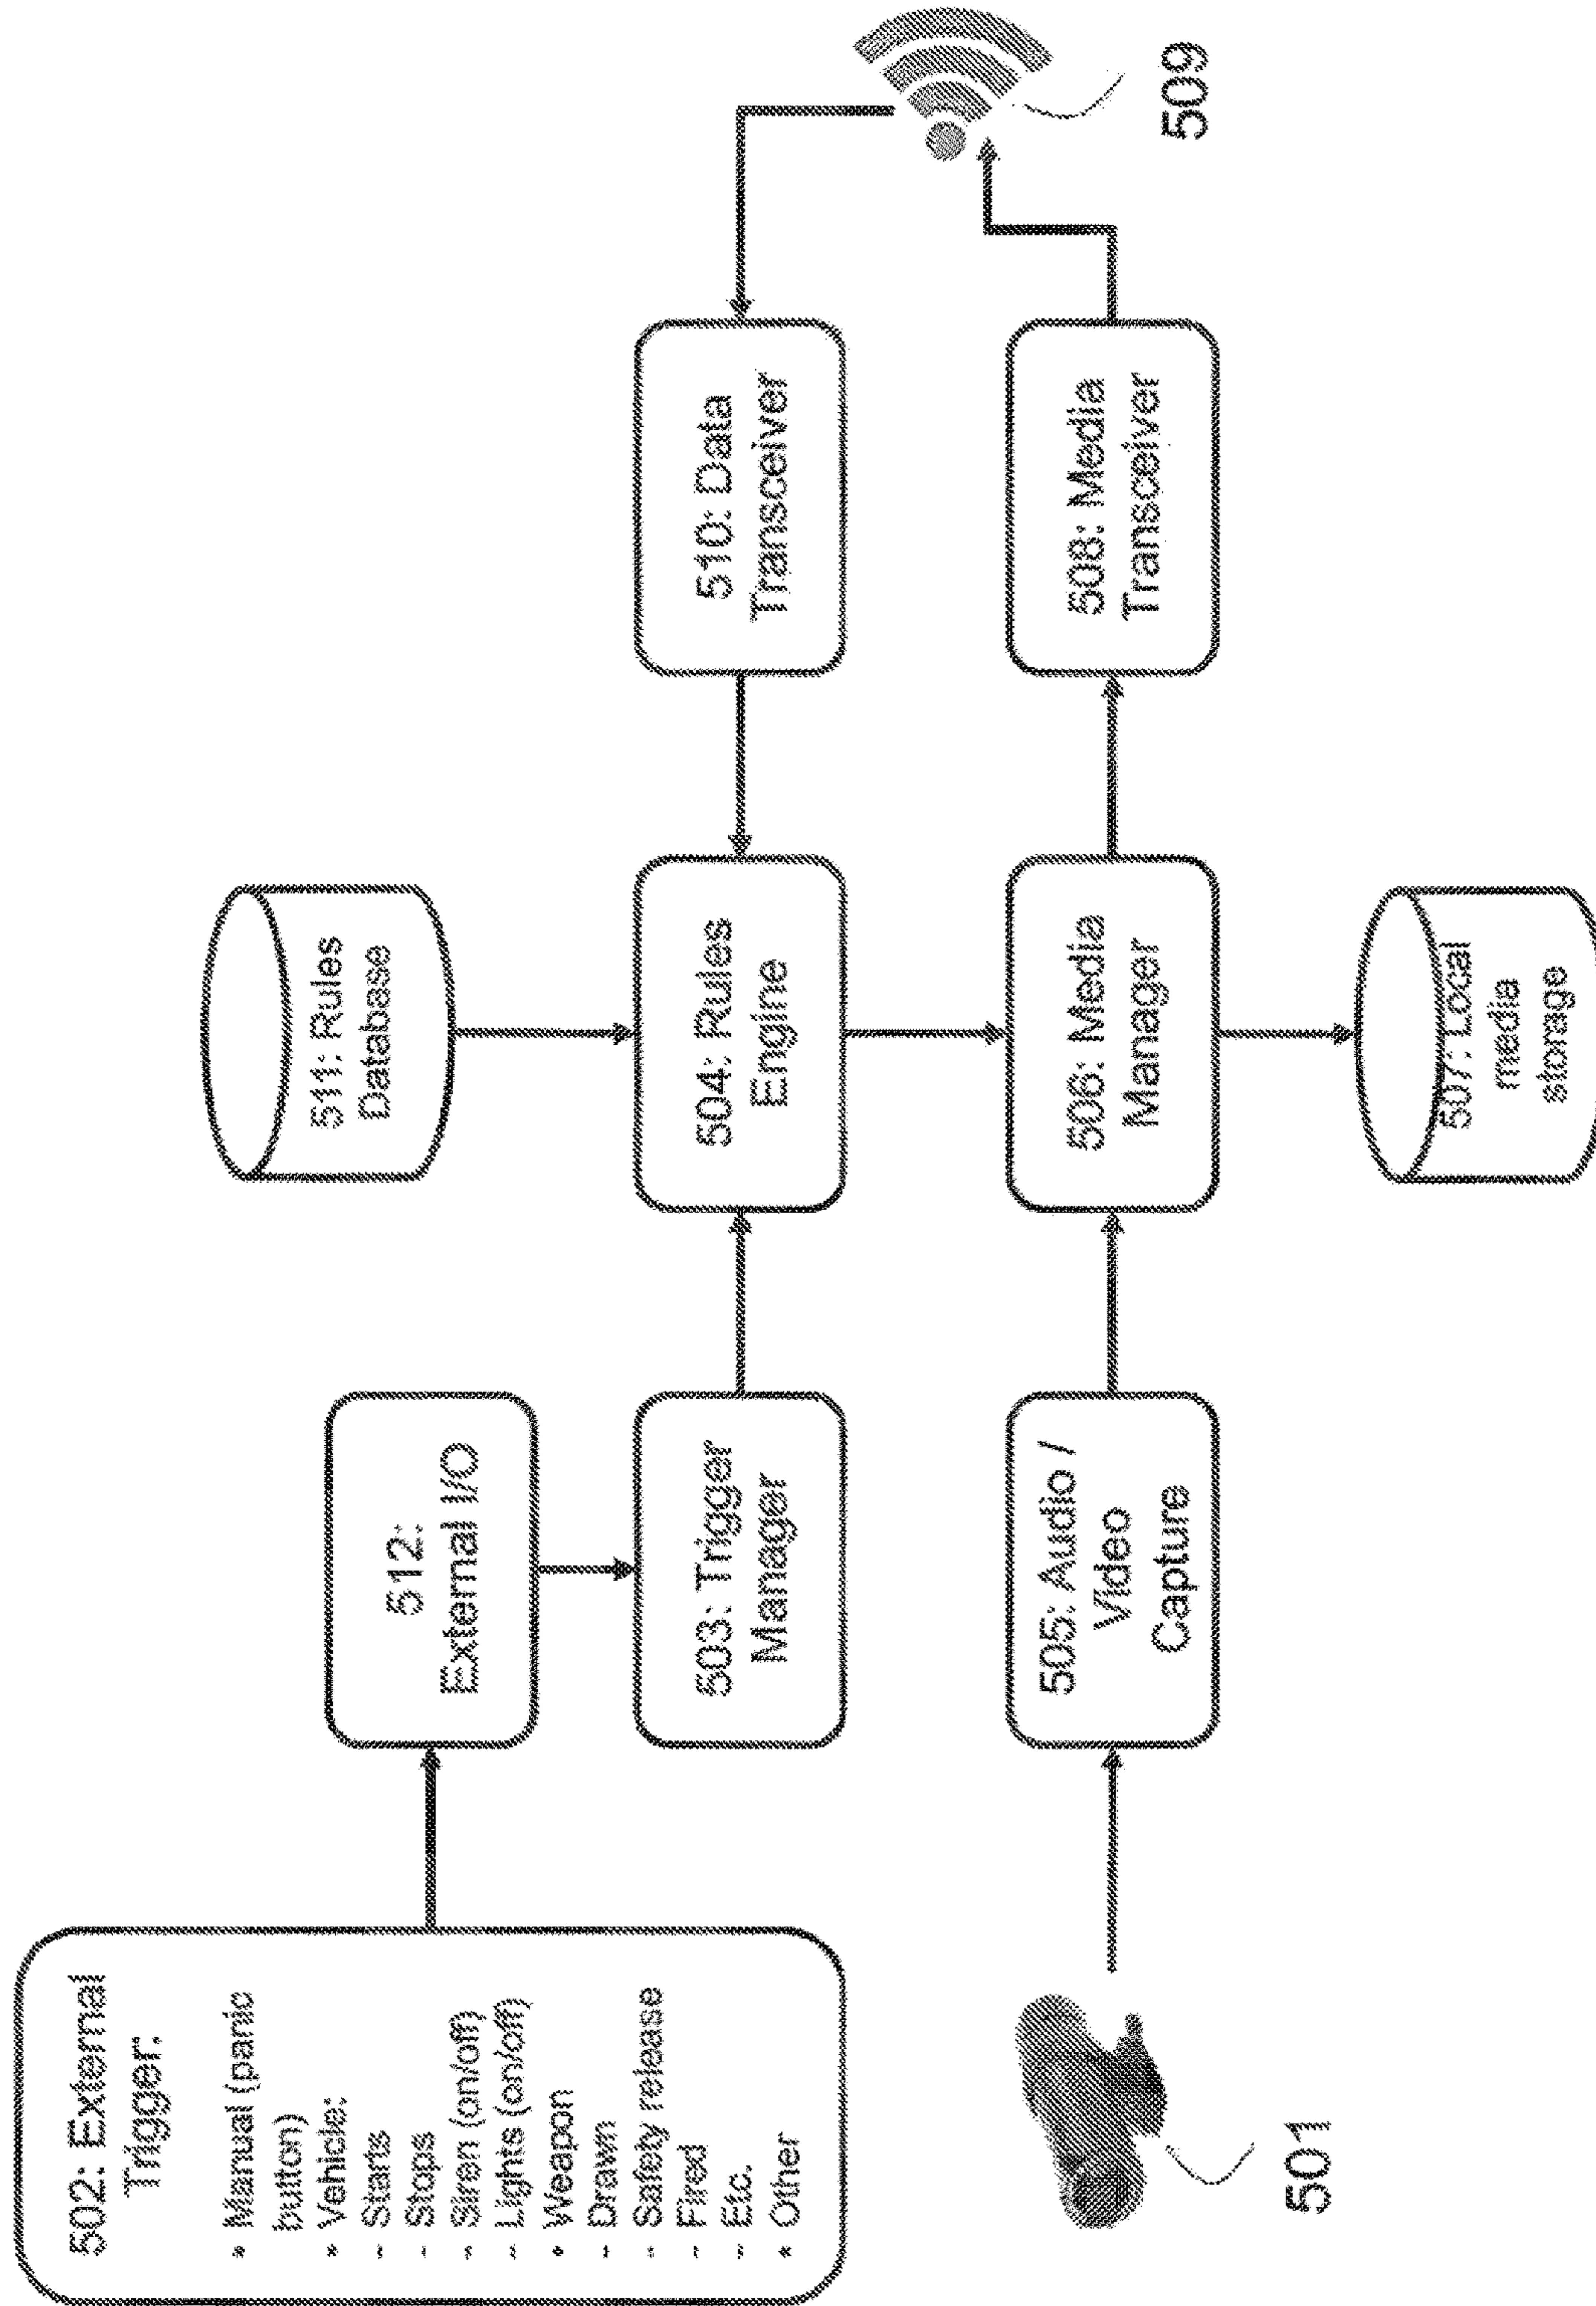 502: External
Trigger:
* Manual (panic
button)
* Vehicle:
- Starts
- Stops
- Siren (on/off)
- Lights (on/off)
* Weapon
- Drawn
- Safety release
- Fired
- Etc.
* Other
512:
External I/O
503: Trigger
Manager
511: Rules
Database
504: Rules
Engine
510: Data
Transceiver
501
505: Audio /
Video
Capture
506: Media
Manager
508: Media
Transceiver
509
507: Local
media
storage